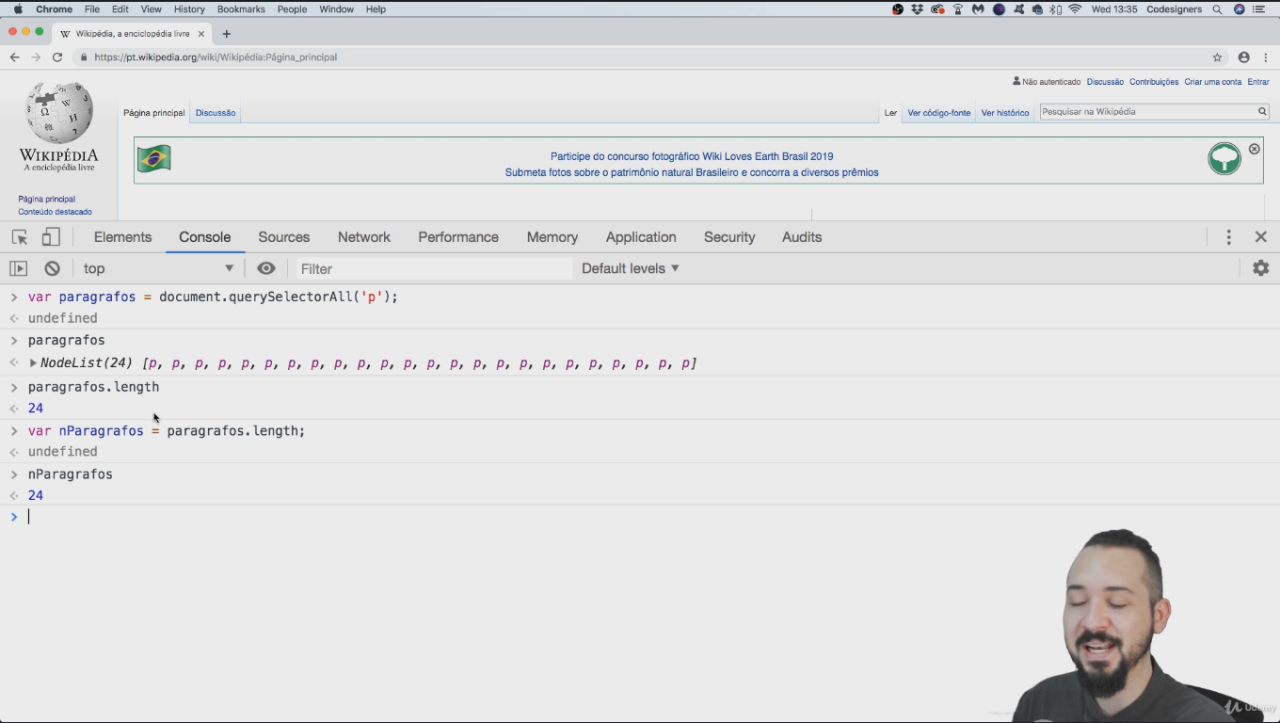 Chrome File Edit View History Bookmarks People Window Help Wed 13:35 Codesigners
Wikipédia, a enciclopédia livre
https://pt.wikipedia.org/wiki/Wikipédia:Página_principal
Não autenticado Discussão Contribuições Criar uma conta Entrar
Página principal Discussão Ler Ver código-fonte Ver histórico Pesquisar na Wikipédia
WIKIPÉDIA
A enciclopédia livre
Participe do concurso fotográfico Wiki Loves Earth Brasil 2019
Submeta fotos sobre o patrimônio natural Brasileiro e concorra a diversos prêmios
Página principal
Conteúdo destacado
Elements Console Sources Network Performance Memory Application Security Audits
top Filter Default levels
> var paragrafos = document.querySelectorAll('p');
undefined
> paragrafos
NodeList(24) [p, p, p, p, p, p, p, p, p, p, p, p, p, p, p, p, p, p, p, p, p, p, p, p]
> paragrafos.length
24
> var nParagrafos = paragrafos.length;
undefined
> nParagrafos
24
>
Udemy